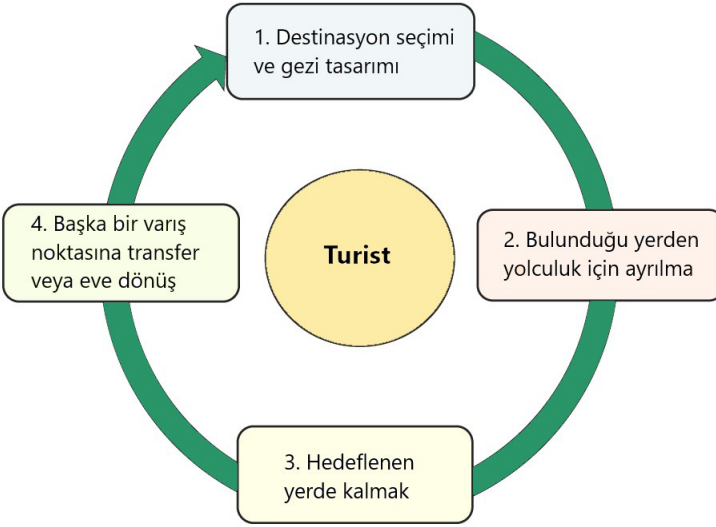 1. Destinasyon seçimi
ve gezi tasarımı
2. Bulunduğu yerden
yolculuk için ayrılma
3. Hedeflenen
yerde kalmak
4. Başka bir varış
noktasına transfer
veya eve dönüş
Turist